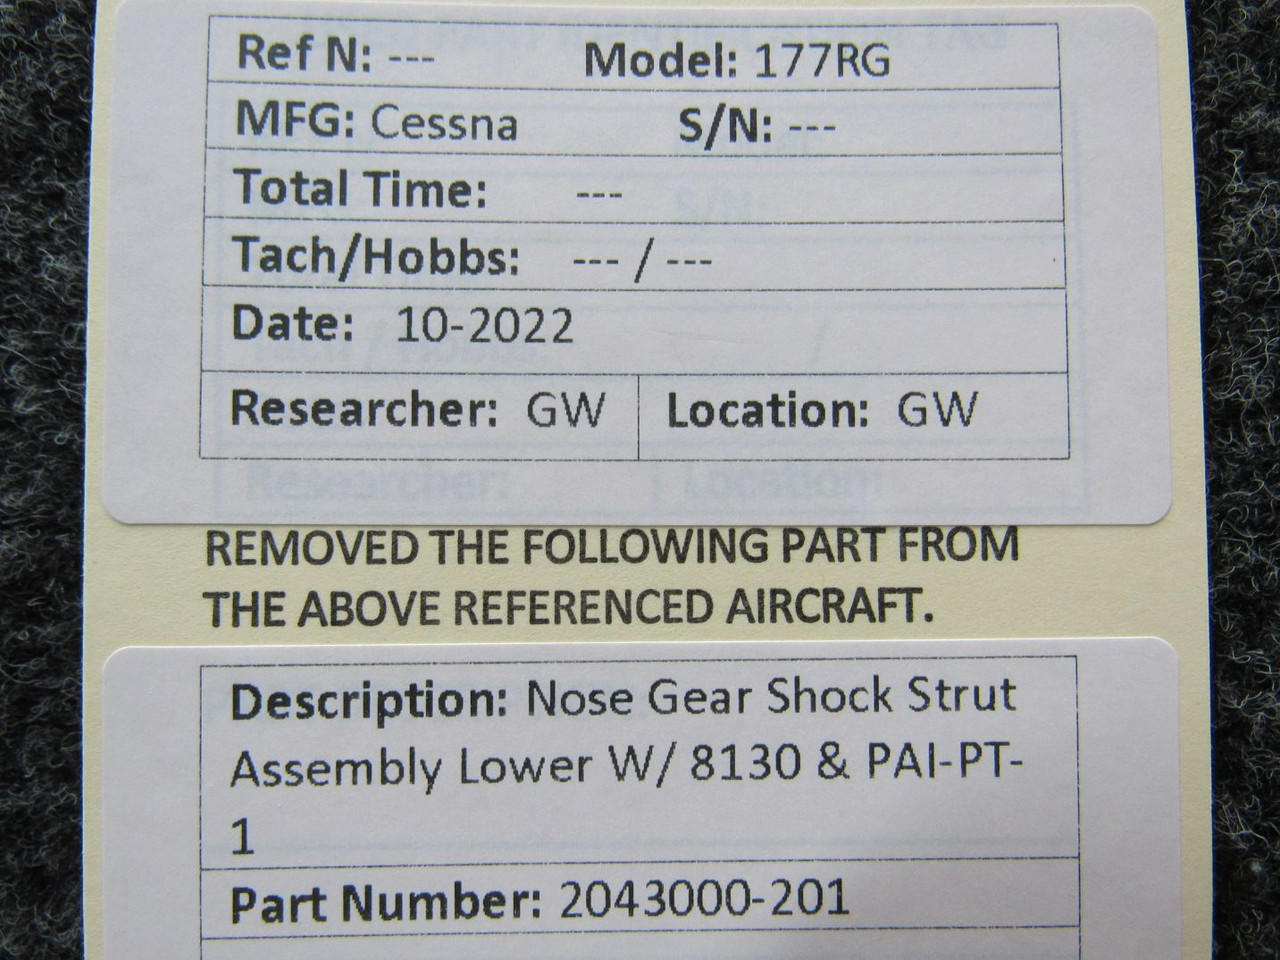 Ref N: --- Model: 177RG
MFG: Cessna S/N: ---
Total Time: ---
Tach/Hobbs: --- / ---
Date: 10-2022
Researcher: GW Location: GW
REMOVED THE FOLLOWING PART FROM
THE ABOVE REFERENCED AIRCRAFT.
Description: Nose Gear Shock Strut
Assembly Lower W/ 8130 & PAI-PT-
1
Part Number: 2043000-201